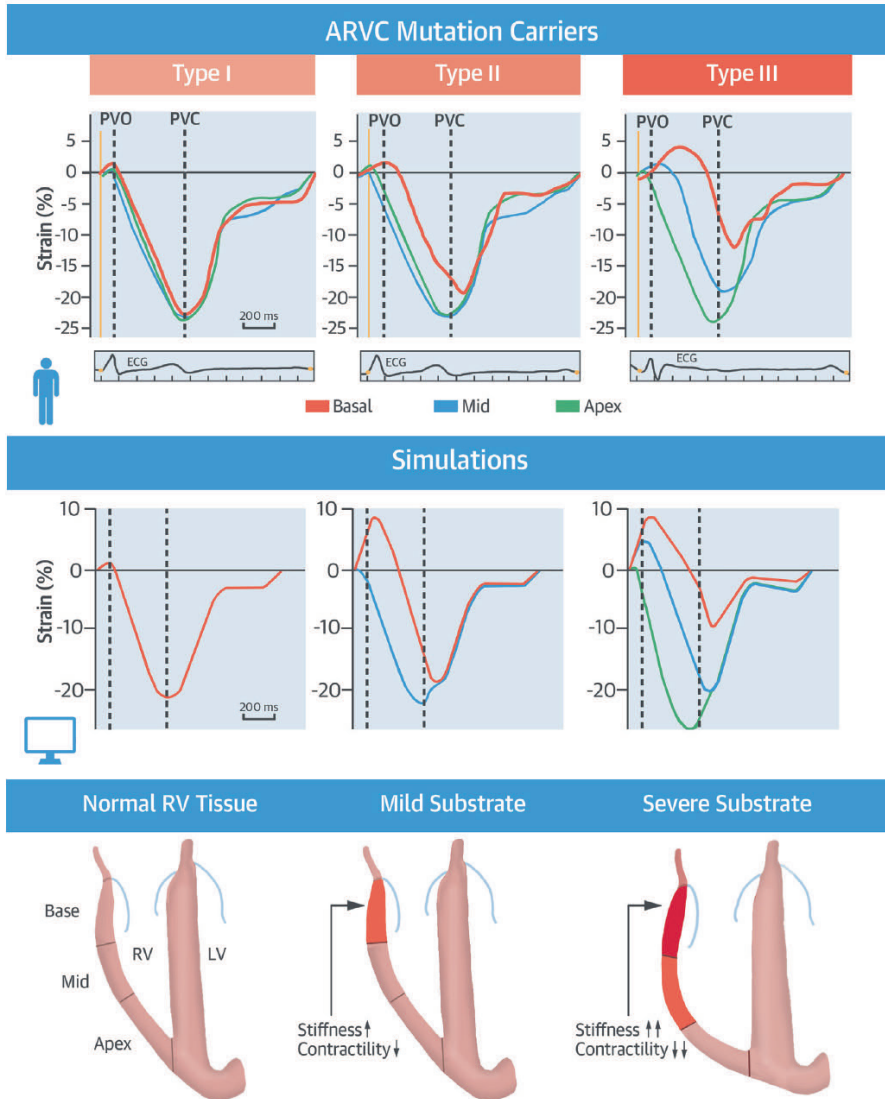 ARVC Mutation Carriers
Type I
Type II
Type III
PVO PVC
PVO PVC
PVO PVC
5
0
-5
-10
-15
-20
-25
Strain (%)
200 ms
5
0
-5
-10
-15
-20
-25
5
0
-5
-10
-15
-20
-25
ECG
ECG
ECG
Basal Mid Apex
Simulations
10
0
-10
-20
Strain (%)
200 ms
10
0
-10
-20
10
0
-10
-20
Normal RV Tissue
Mild Substrate
Severe Substrate
Base
RV
LV
Mid
Apex
Stiffness ↑
Contractility ↓
Stiffness ↑↑
Contractility ↓↓